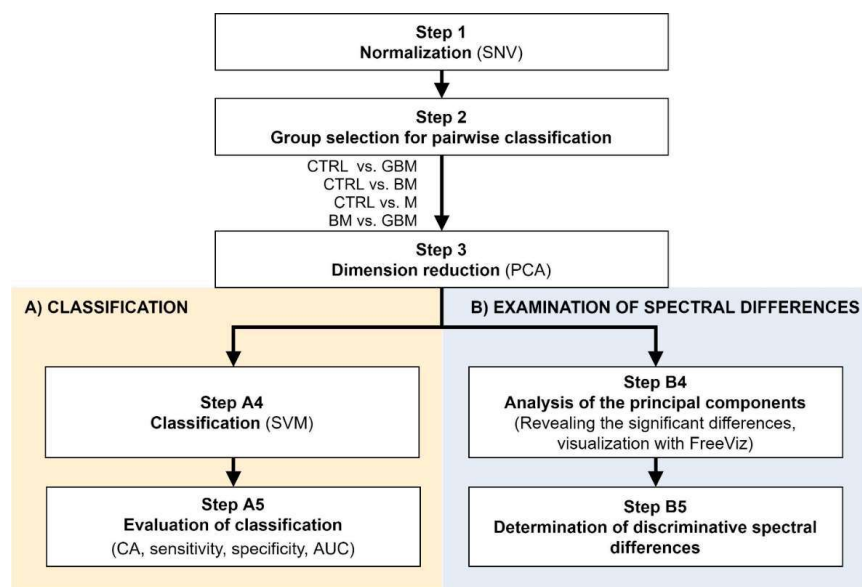 Step 1
Normalization (SNV)
Step 2
Group selection for pairwise classification
CTRL vs. GBM
CTRL vs. BM
CTRL vs. M
BM vs. GBM
Step 3
Dimension reduction (PCA)
A) CLASSIFICATION
Step A4
Classification (SVM)
Step A5
Evaluation of classification
(CA, sensitivity, specificity, AUC)
B) EXAMINATION OF SPECTRAL DIFFERENCES
Step B4
Analysis of the principal components
(Revealing the significant differences,
visualization with FreeViz)
Step B5
Determination of discriminative spectral
differences